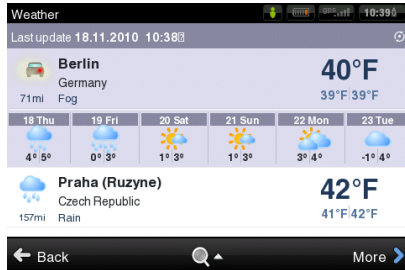 Weather 10:39
Last update 18.11.2010 10:38
Berlin 40°F
Germany
71mi Fog 39°F 39°F
18 Thu 19 Fri 20 Sat 21 Sun 22 Mon 23 Tue
4° 5° 0° 3° 1° 3° 1° 3° 3° 4° -1° 4°
Praha (Ruzyne) 42°F
Czech Republic
157mi Rain 41°F 42°F
Back More